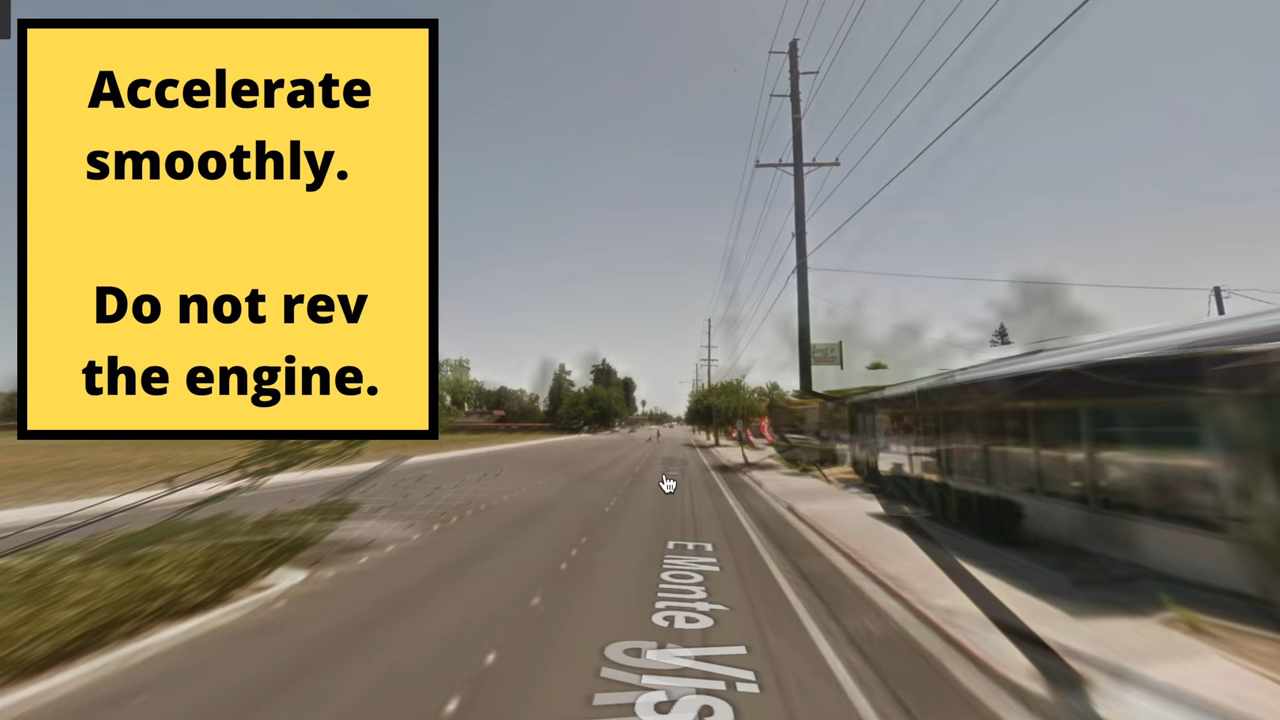 Accelerate
smoothly.
Do not rev
the engine.
E Monte Vis